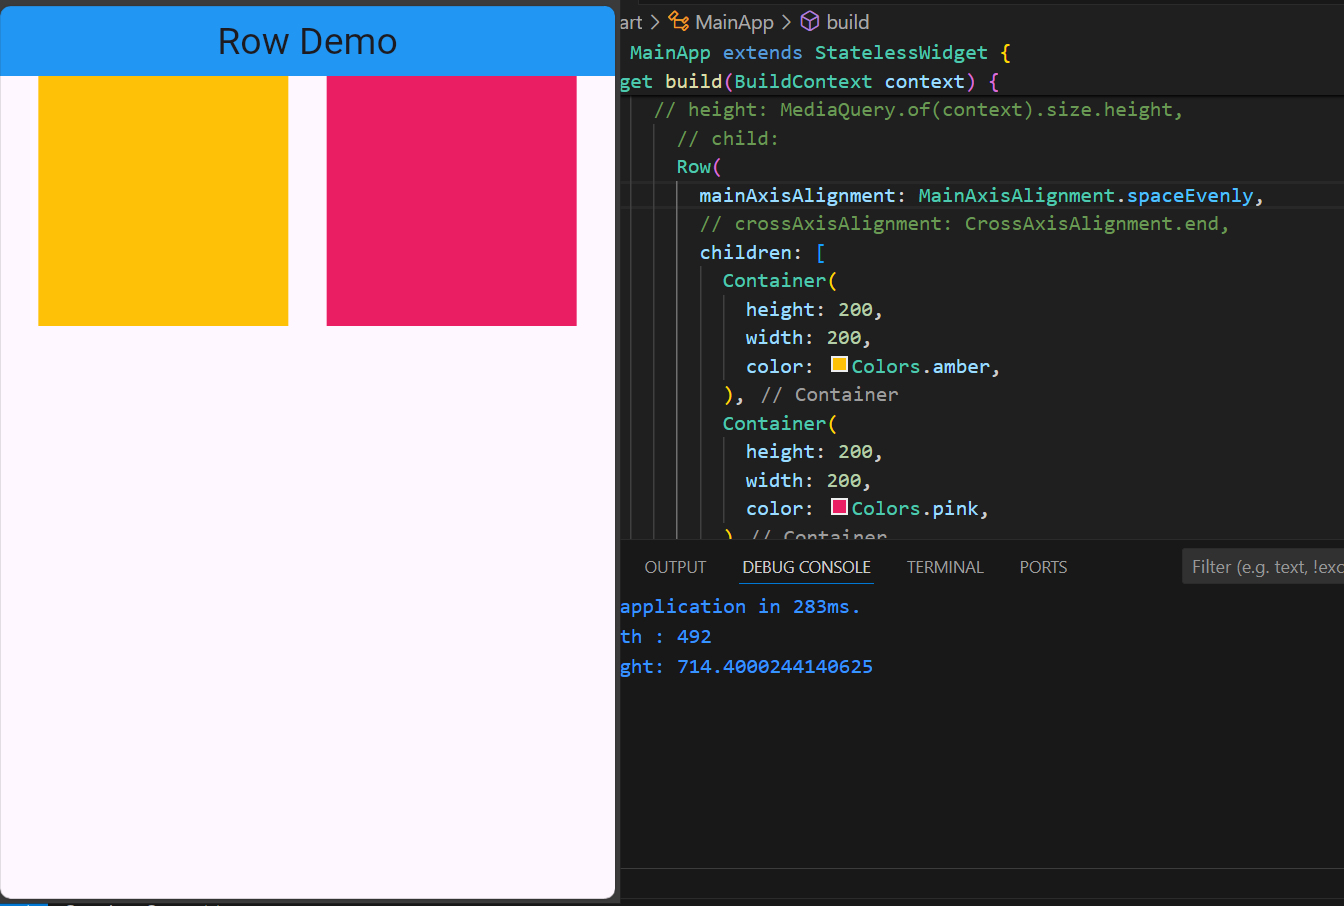 Row Demo
art > MainApp > build
MainApp extends StatelessWidget {
get build(BuildContext context) {
// height: MediaQuery.of(context).size.height,
// child:
Row(
mainAxisAlignment: MainAxisAlignment.spaceEvenly,
// crossAxisAlignment: CrossAxisAlignment.end,
children: [
Container(
height: 200,
width: 200,
color: Colors.amber,
), // Container
Container(
height: 200,
width: 200,
color: Colors.pink,
) // Container
OUTPUT DEBUG CONSOLE TERMINAL PORTS Filter (e.g. text, !exc
application in 283ms.
th : 492
ght: 714.4000244140625